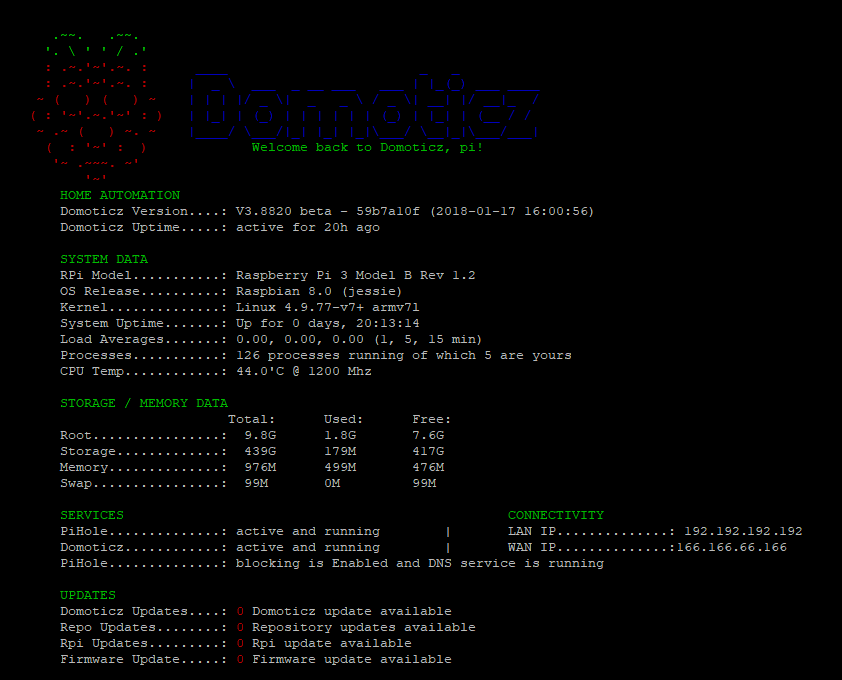 Domoticz
Welcome back to Domoticz, pi!
HOME AUTOMATION
Domoticz Version....: V3.8820 beta - 59b7a10f (2018-01-17 16:00:56)
Domoticz Uptime.....: active for 20h ago
SYSTEM DATA
RPi Model...........: Raspberry Pi 3 Model B Rev 1.2
OS Release..........: Raspbian 8.0 (jessie)
Kernel..............: Linux 4.9.77-v7+ armv7l
System Uptime.......: Up for 0 days, 20:13:14
Load Averages.......: 0.00, 0.00, 0.00 (1, 5, 15 min)
Processes...........: 126 processes running of which 5 are yours
CPU Temp............: 44.0'C @ 1200 Mhz
STORAGE / MEMORY DATA
Total: Used: Free:
Root................: 9.8G 1.8G 7.6G
Storage.............: 439G 179M 417G
Memory..............: 976M 499M 476M
Swap................: 99M 0M 99M
SERVICES CONNECTIVITY
PiHole..............: active and running | LAN IP..............: 192.192.192.192
Domoticz............: active and running | WAN IP..............:166.166.66.166
PiHole..............: blocking is Enabled and DNS service is running
UPDATES
Domoticz Updates....: 0 Domoticz update available
Repo Updates........: 0 Repository updates available
Rpi Updates.........: 0 Rpi update available
Firmware Update.....: 0 Firmware update available